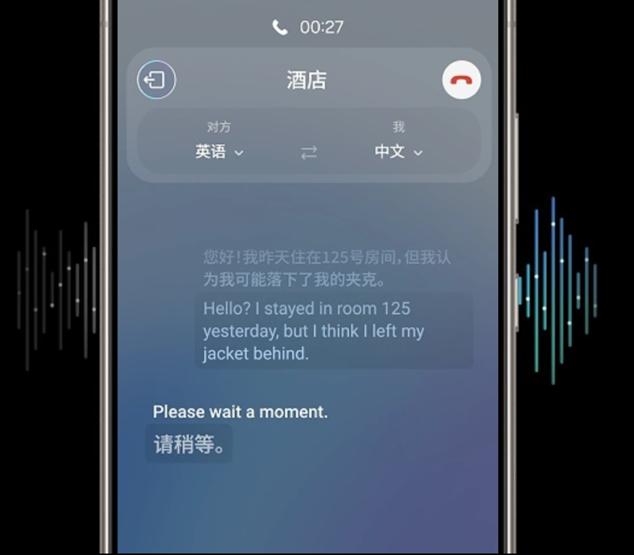 00:27
酒店
对方
我
英语
中文
您好!我昨天住在125号房间,但我认
为我可能落下了我的夹克。
Hello? I stayed in room 125
yesterday, but I think I left my
jacket behind.
Please wait a moment.
请稍等。